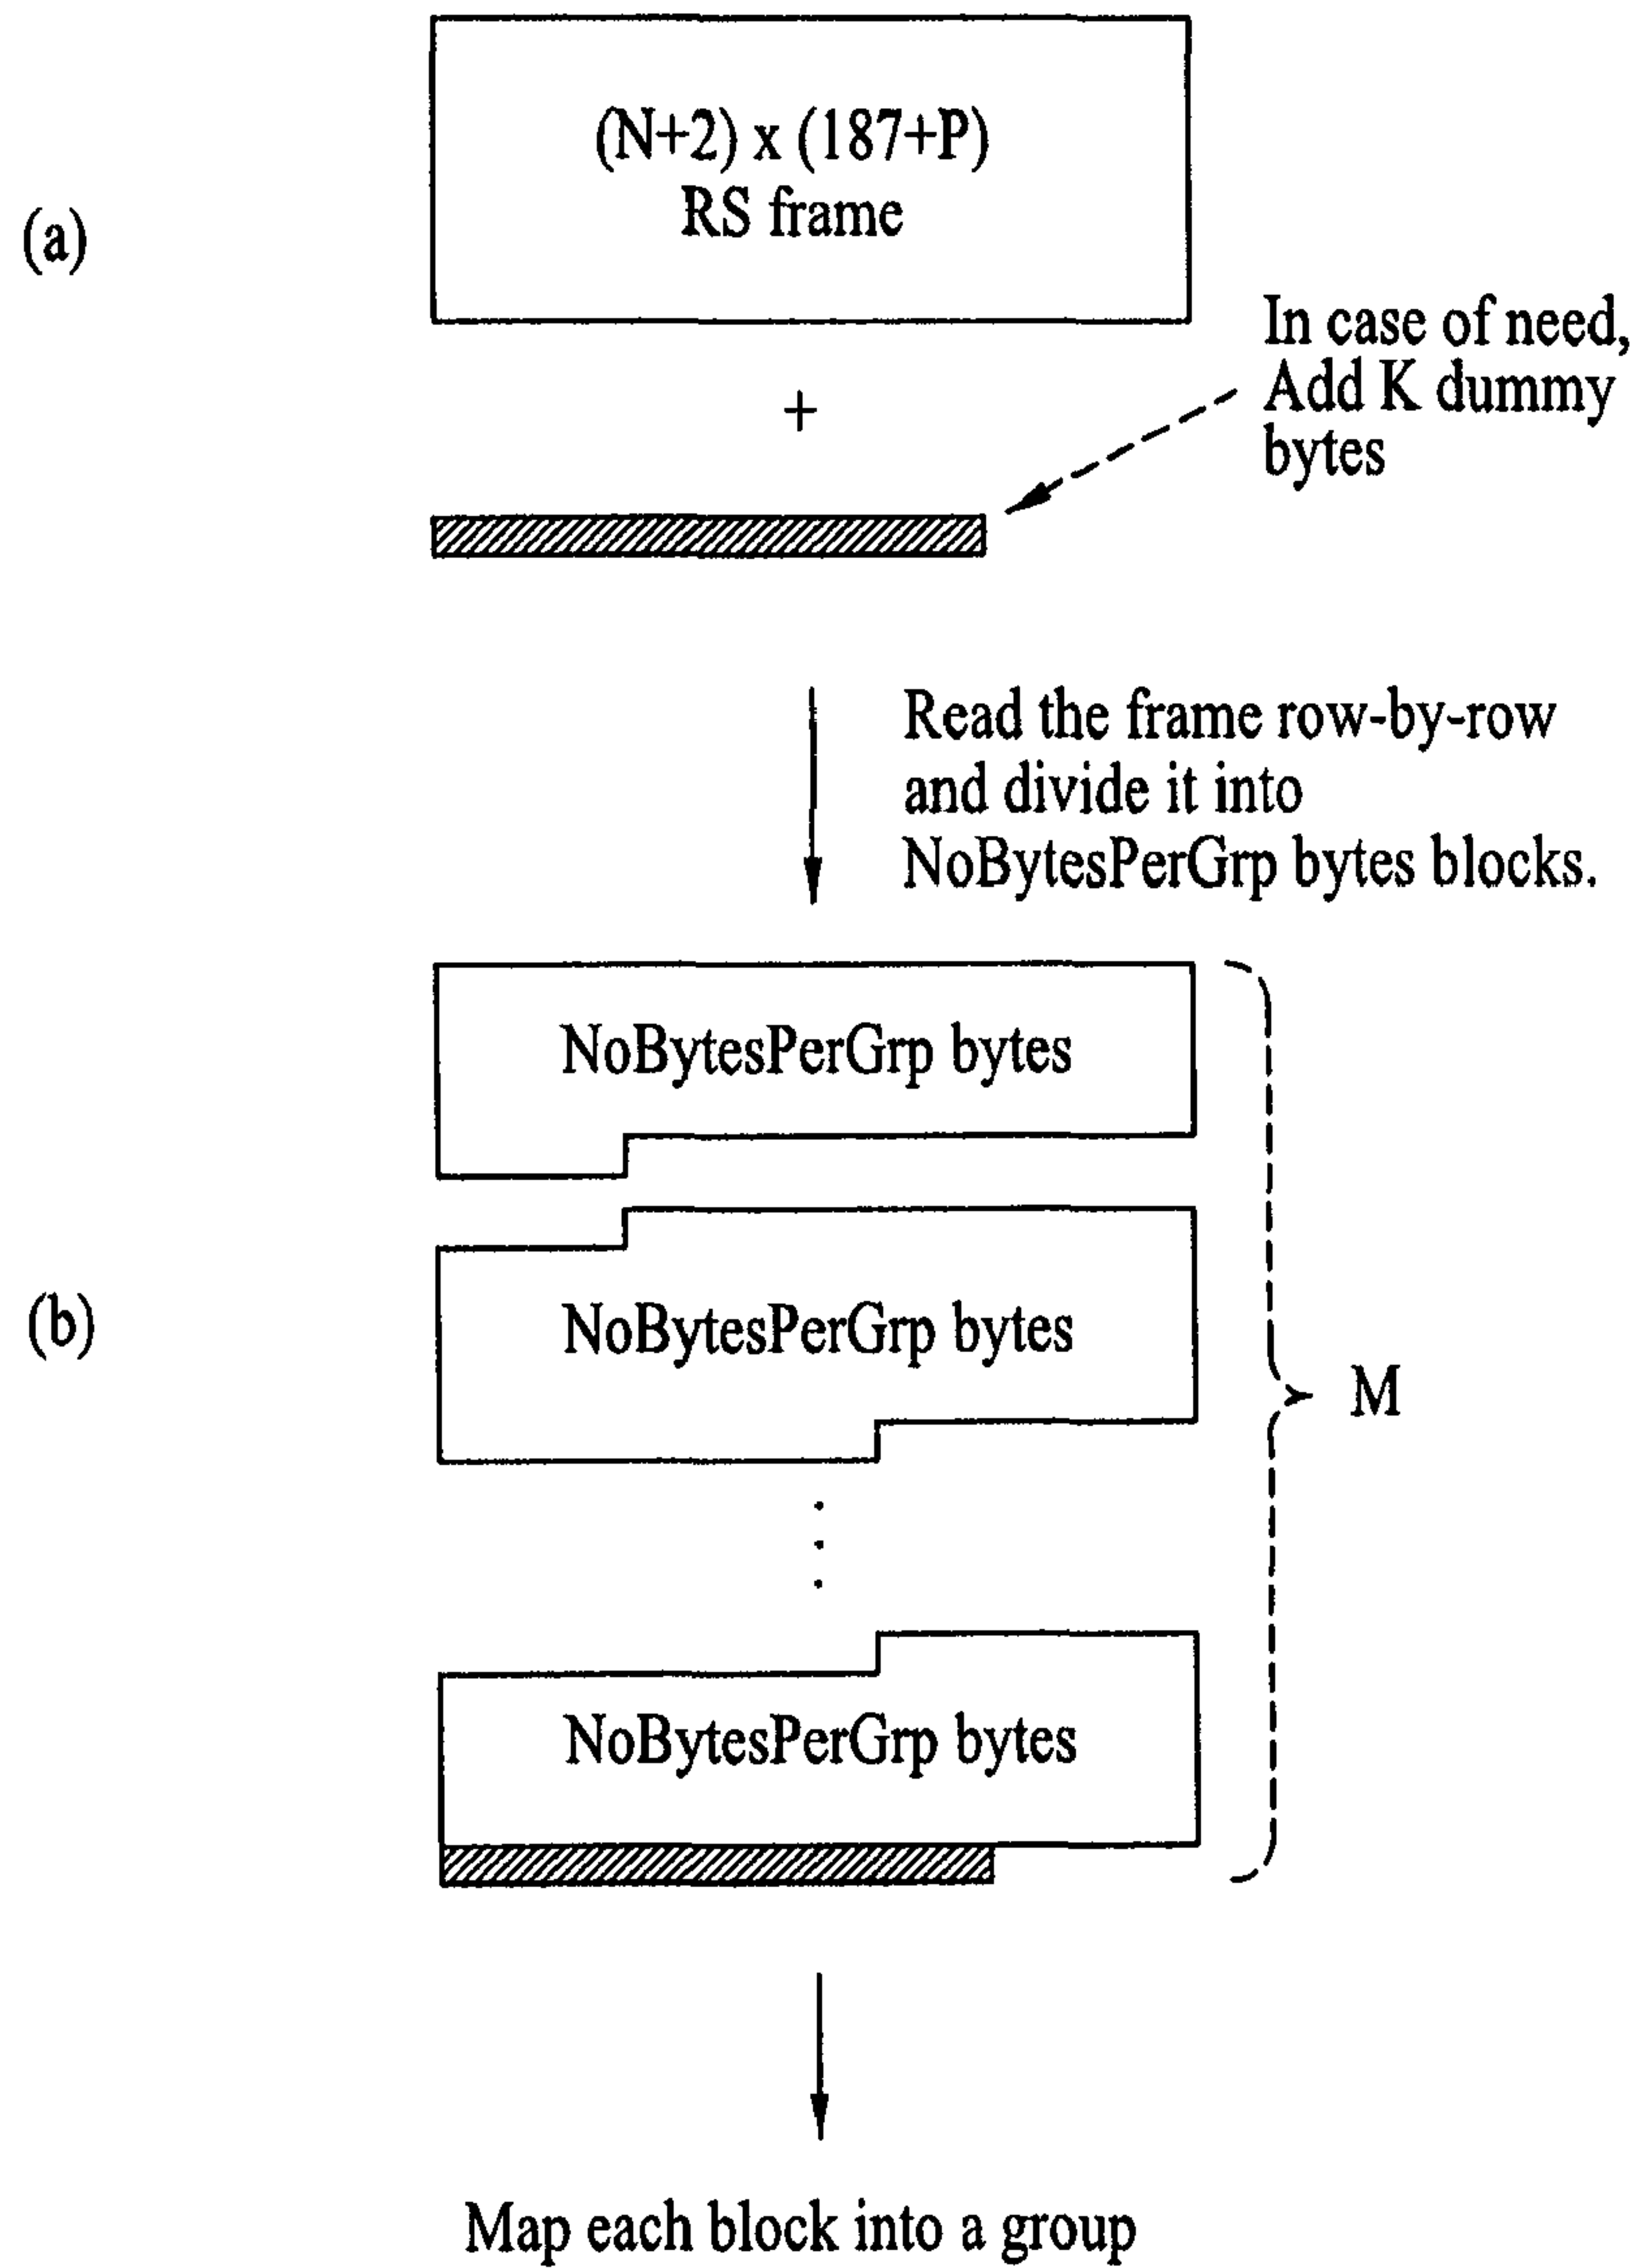 (a)
(N+2) x (187+P)
RS frame
In case of need,
Add K dummy
bytes
+
Read the frame row-by-row
and divide it into
NoBytesPerGrp bytes blocks.
(b)
NoBytesPerGrp bytes
NoBytesPerGrp bytes
M
NoBytesPerGrp bytes
Map each block into a group